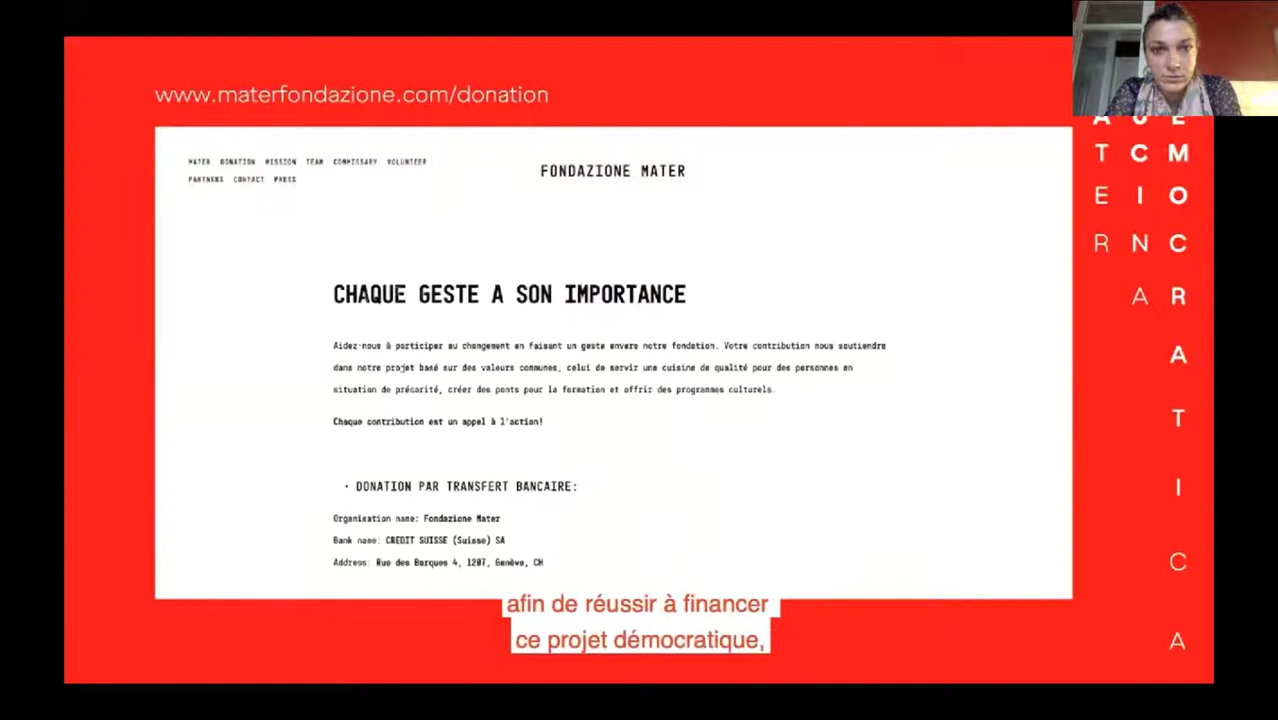 www.materfondazione.com/donation
MATER DONATION MISSION TEAM COMMISSARY VOLUNTEER
PARTNERS CONTACT PRESS
FONDAZIONE MATER
CHAQUE GESTE A SON IMPORTANCE
Aidez-nous à participer au changement en faisant un geste envers notre fondation. Votre contribution nous soutiendre
dans notre projet basé sur des valeurs communes, celui de servir une cuisine de qualité pour des personnes en
situation de précarité, créer des ponts pour la formation et offrir des programmes culturels.
Chaque contribution est un appel à l'action!
· DONATION PAR TRANSFERT BANCAIRE:
Organisation name: Fondazione Mater
Bank name: CREDIT SUISSE (Suisse) SA
Address: Rue des Barques 4, 1207, Genève, CH
afin de réussir à financer
ce projet démocratique,
ATER
UCINA
EMOCRATICA